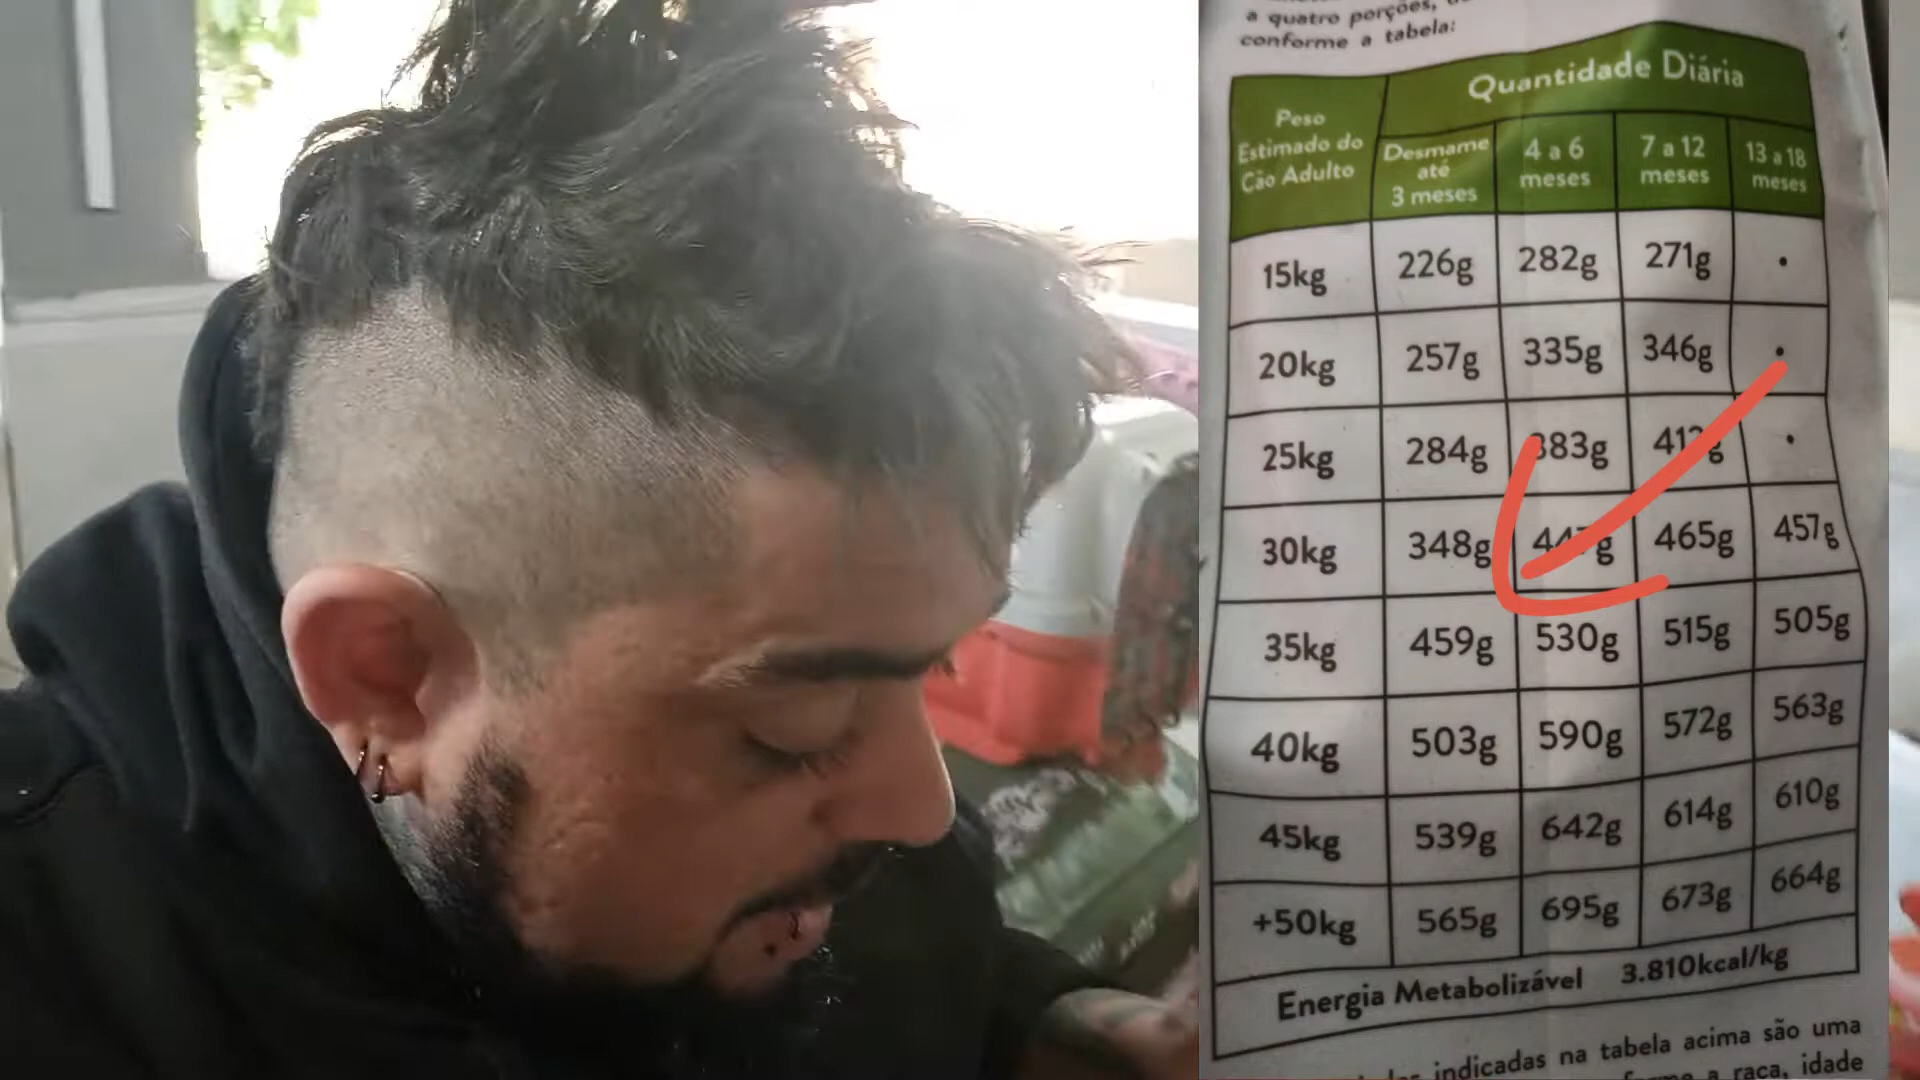 a quatro porções,
conforme a tabela:
Quantidade Diária
Peso
Estimado do
Cão Adulto
Desmame
até
3 meses
4 a 6
meses
7 a 12
meses
13 a 18
meses
15kg 226g 282g 271g •
20kg 257g 335g 346g •
25kg 284g 383g •
30kg 348g 465g 457g
35kg 459g 530g 515g 505g
40kg 503g 590g 572g 563g
45kg 539g 642g 614g 610g
+50kg 565g 695g 673g 664g
Energia Metabolizável 3.810kcal/kg
indicadas na tabela acima são uma
a raça, idade